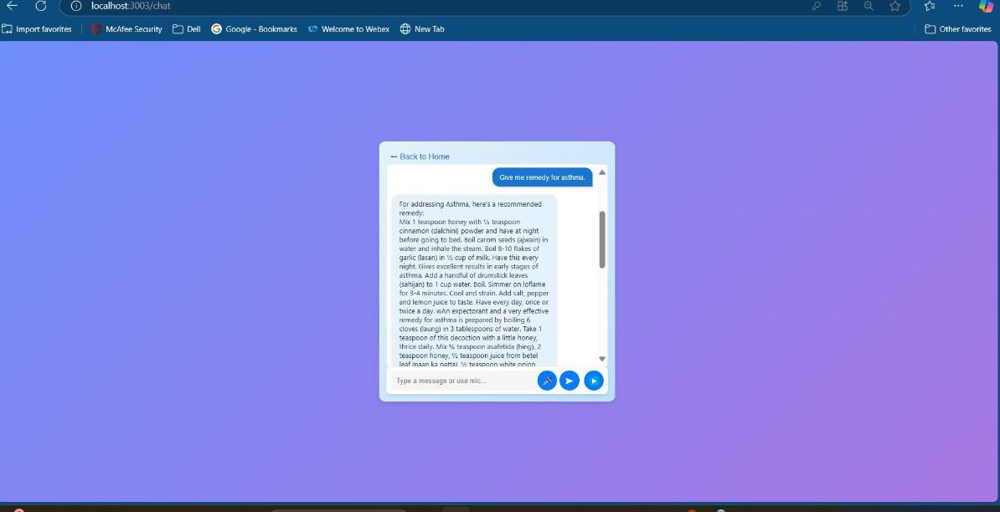 localhost:3003/chat
Import favorites
McAfee Security
Dell
Google - Bookmarks
Welcome to Webex
New Tab
Other favorites
← Back to Home
Give me remedy for asthma.
For addressing Asthma, here's a recommended
remedy:
Mix 1 teaspoon honey with ½ teaspoon
cinnamon (dalchini) powder and have at night
before going to bed. Boil carom seeds (ajwain) in
water and inhale the steam. Boil 8-10 flakes of
garlic (lasan) in ½ cup of milk. Have this every
night. Gives excellent results in early stages of
asthma. Add a handful of drumstick leaves
(sahijan) to 1 cup water. Boil. Simmer on loflame
for 3-4 minutes. Cool and strain. Add salt, pepper
and lemon juice to taste. Have every day, once or
twice a day. wAn expectorant and a very effective
remedy for asthma is prepared by boiling 6
cloves (laung) in 3 tablespoons of water. Take 1
teaspoon of this decoction with a little honey,
thrice daily. Mix ¼ teaspoon asafetida (hing), 2
teaspoon honey, ½ teaspoon juice from betel
leaf (paan ka patta), ½ teaspoon white onion
Type a message or use mic...